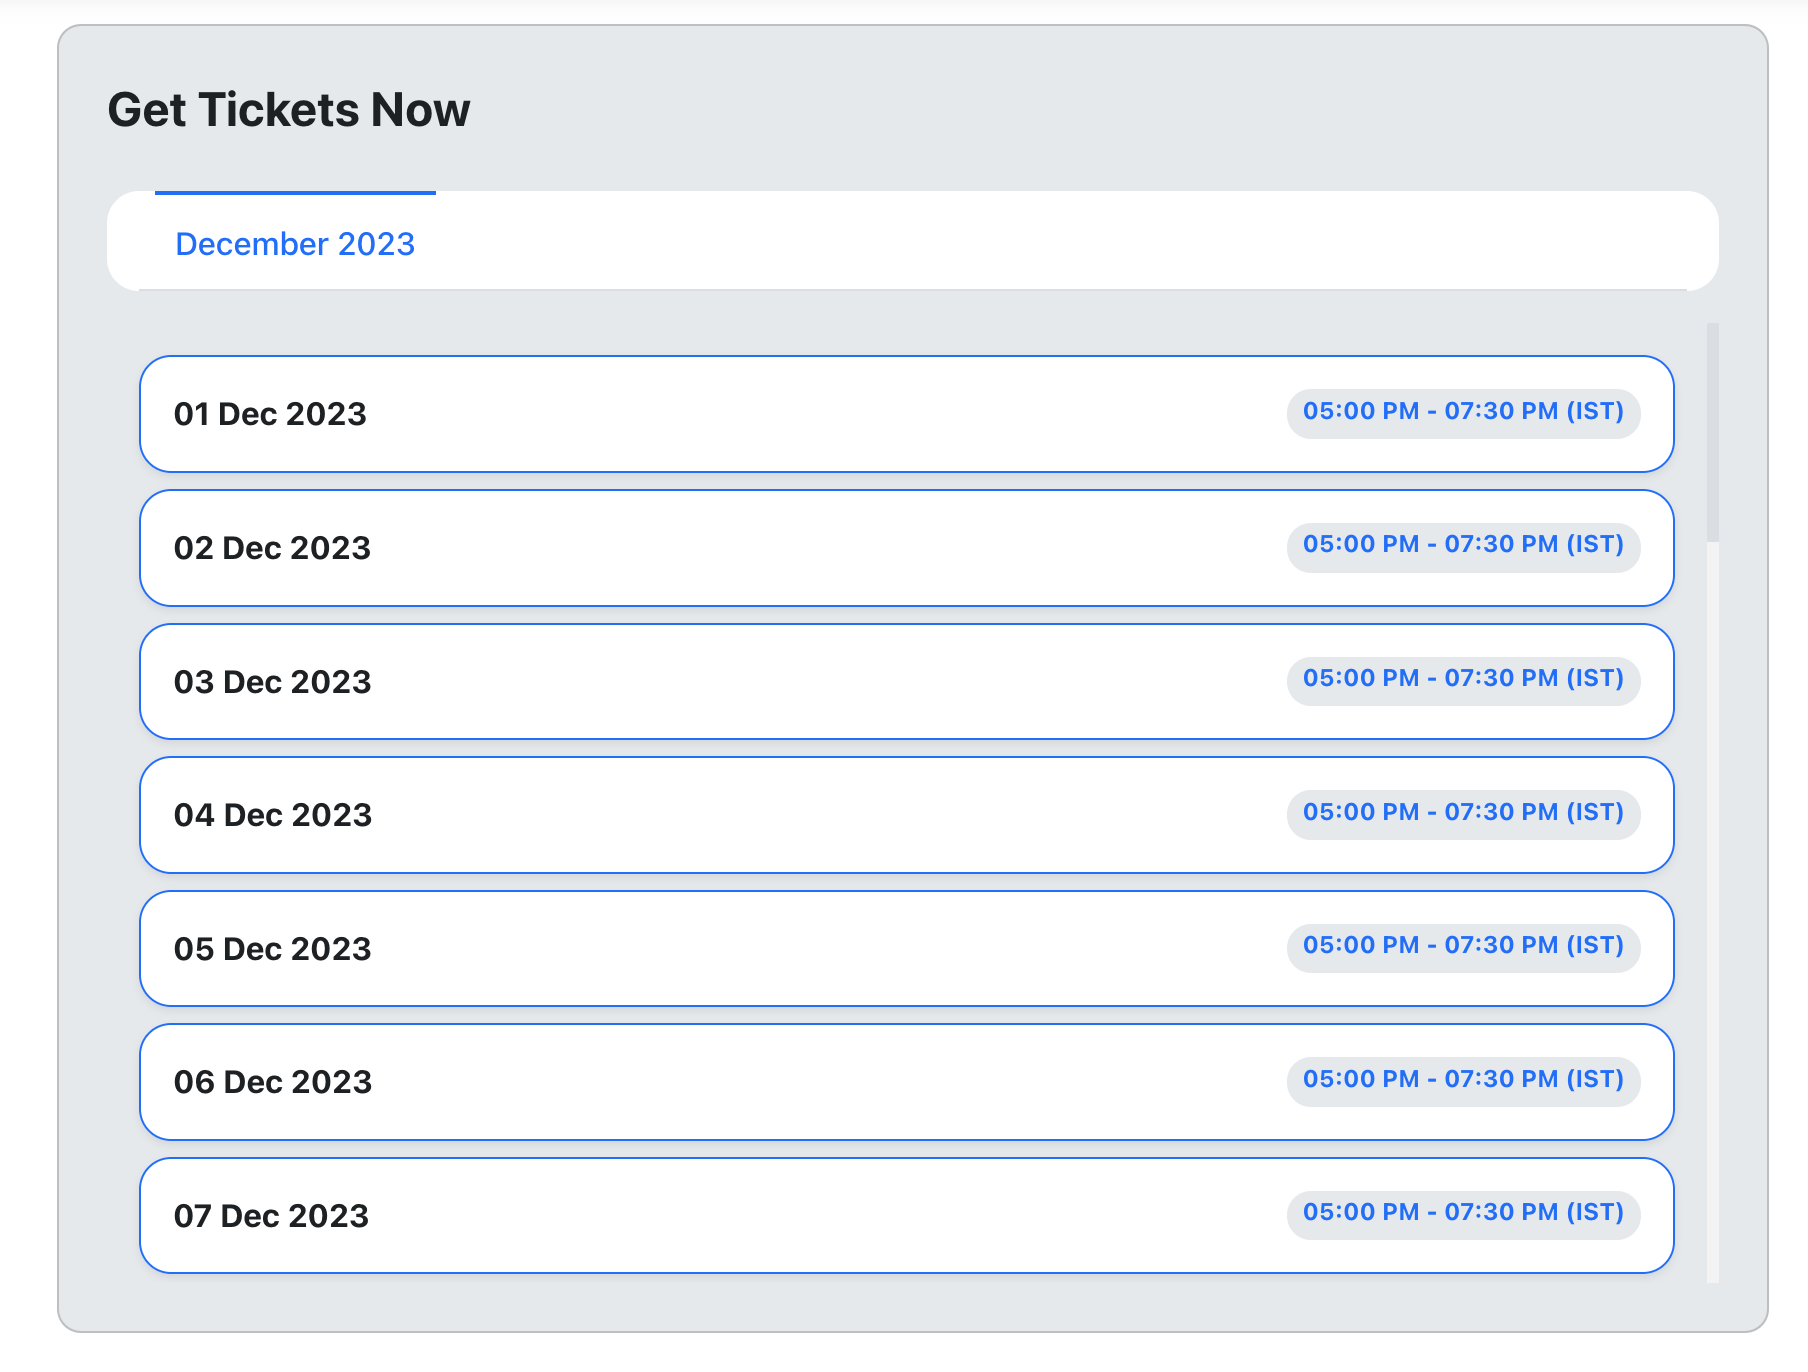 Get Tickets Now
December 2023
01 Dec 2023 05:00 PM - 07:30 PM (IST)
02 Dec 2023 05:00 PM - 07:30 PM (IST)
03 Dec 2023 05:00 PM - 07:30 PM (IST)
04 Dec 2023 05:00 PM - 07:30 PM (IST)
05 Dec 2023 05:00 PM - 07:30 PM (IST)
06 Dec 2023 05:00 PM - 07:30 PM (IST)
07 Dec 2023 05:00 PM - 07:30 PM (IST)